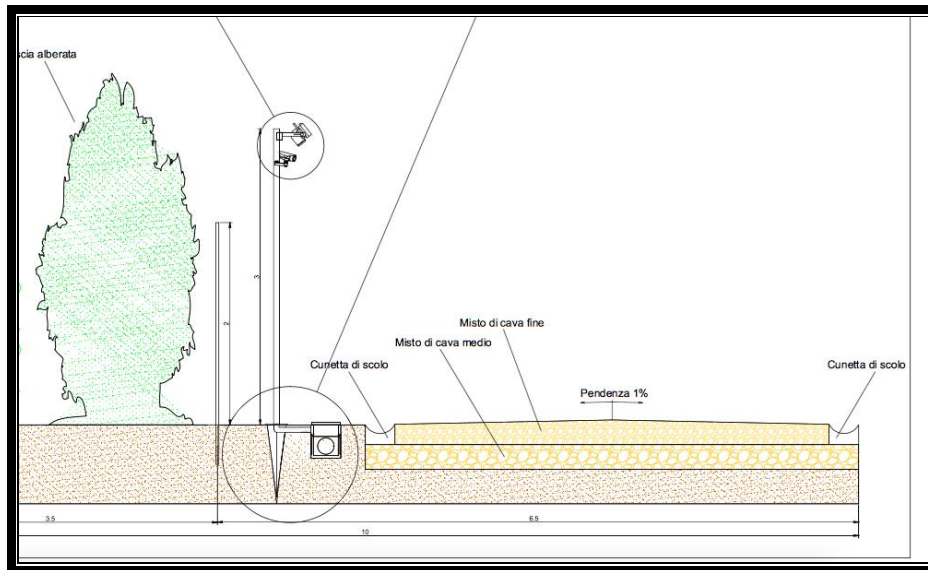 scia alberata
3
2
Misto di cava fine
Misto di cava medio
Cunetta di scolo
Cunetta di scolo
Pendenza 1%
3.5
6.5
10